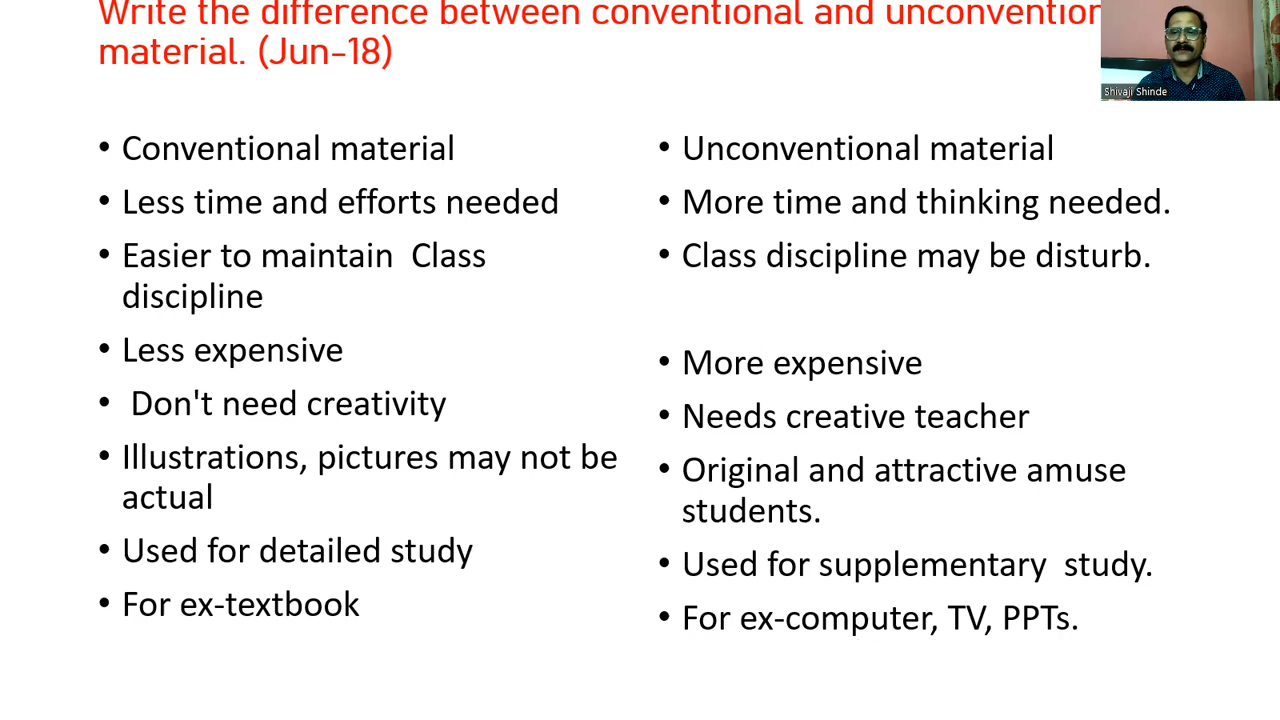 Write the difference between conventional and unconvention
material. (Jun-18)
Shivaji Shinde
• Conventional material
• Less time and efforts needed
• Easier to maintain Class
discipline
• Less expensive
• Don't need creativity
• Illustrations, pictures may not be
actual
• Used for detailed study
• For ex-textbook
• Unconventional material
• More time and thinking needed.
• Class discipline may be disturb.
• More expensive
• Needs creative teacher
• Original and attractive amuse
students.
• Used for supplementary study.
• For ex-computer, TV, PPTs.